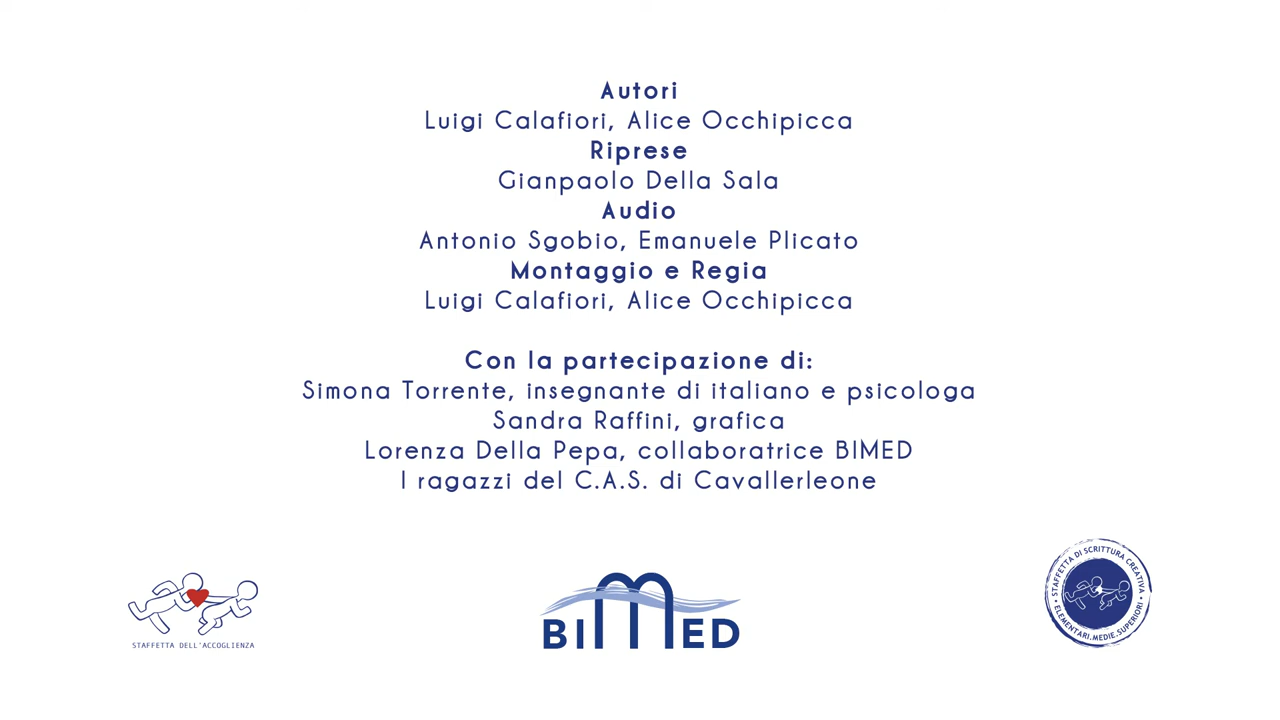 Autori
Luigi Calafiori, Alice Occhipicca
Riprese
Gianpaolo Della Sala
Audio
Antonio Sgobio, Emanuele Plicato
Montaggio e Regia
Luigi Calafiori, Alice Occhipicca
Con la partecipazione di:
Simona Torrente, insegnante di italiano e psicologa
Sandra Raffini, grafica
Lorenza Della Pepa, collaboratrice BIMED
I ragazzi del C.A.S. di Cavallerleone
STAFFETTA DELL'ACCOGLIENZA
BIMED
• STAFFETTA DI SCRITTURA CREATIVA •
ELEMENTARI.MEDIE.SUPERIORI